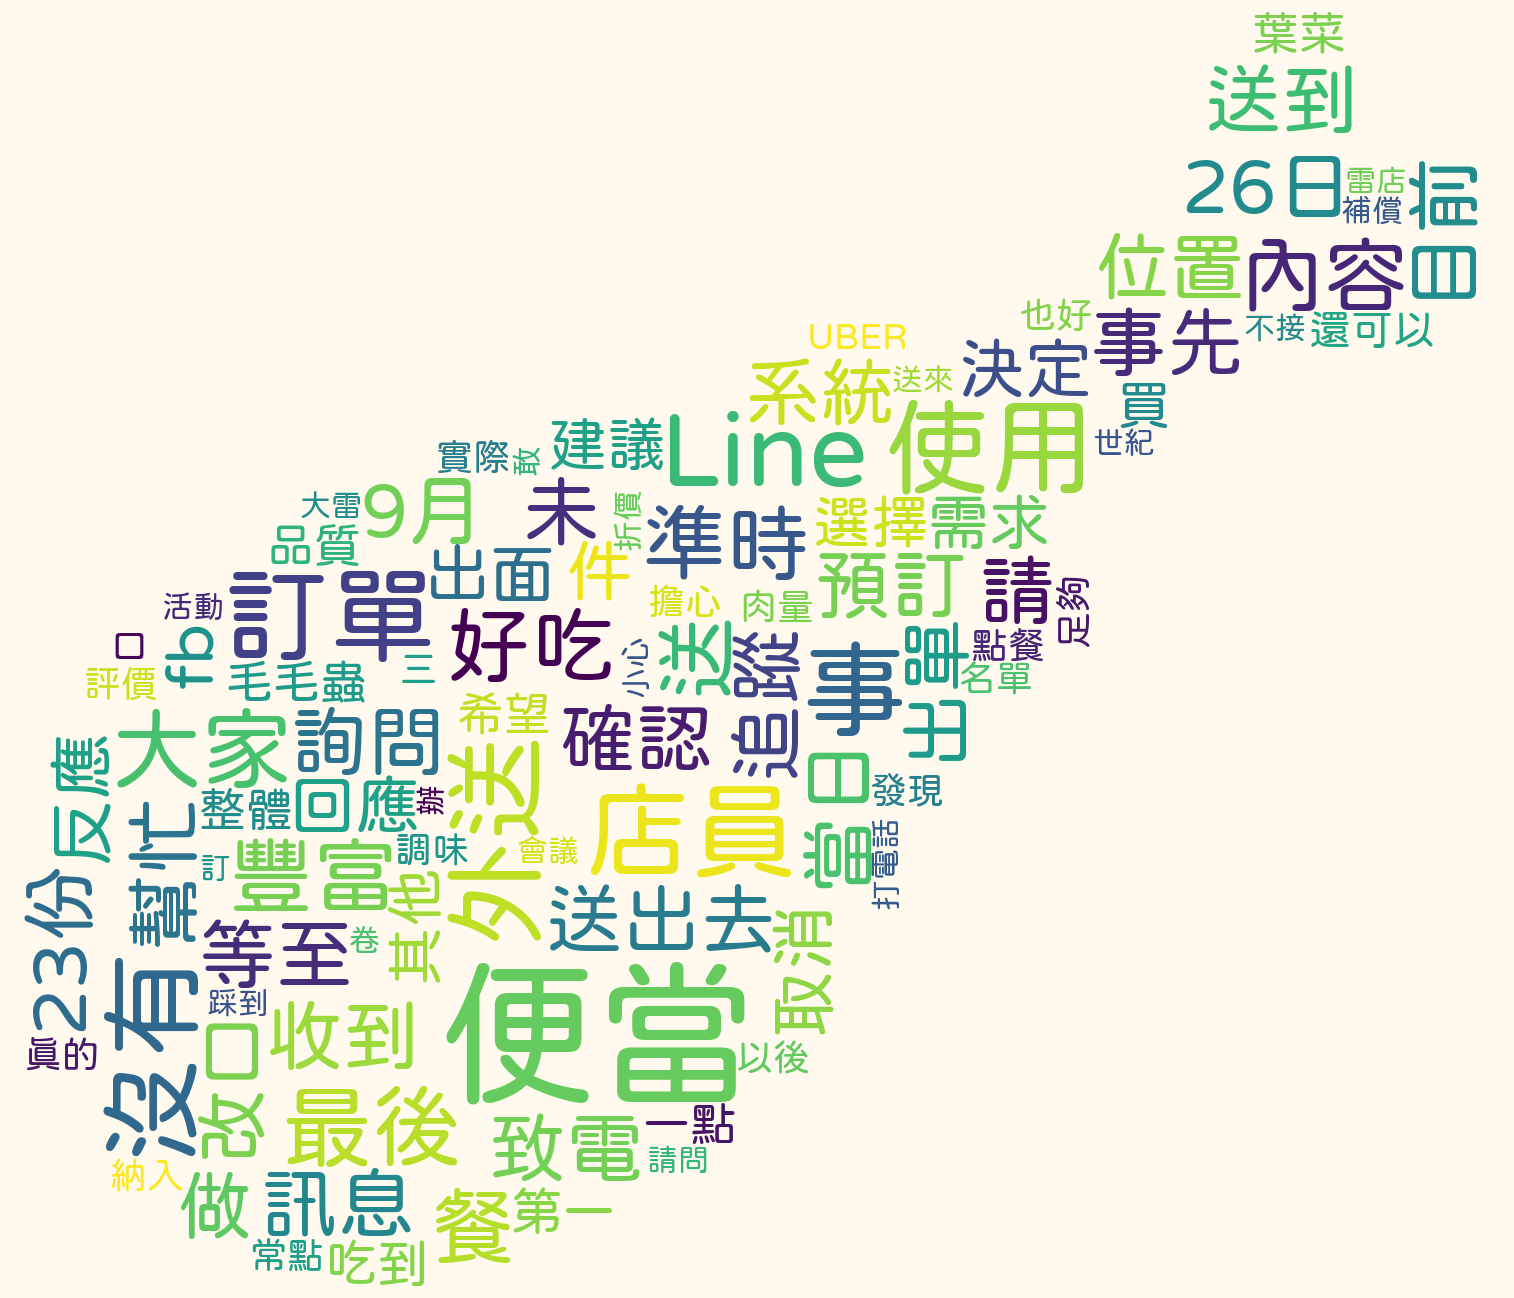 葉菜
送到
26日
雷店
補償
前
目
位置
內容
也好
事先
不接
還可以
UBER
系統
送來
決定
買
世紀
實際
敢
建議
Line
使用
大雷
9月
未
折價
準時
選擇
需求
品質
出面
件
預訂
請
足夠
活動
訂單
擔心
肉量
點餐
口
fb
三
好吃
小心
送
追蹤
事
出單
名單
評價
毛毛蟲
希望
確認
大家
詢問
外送
當日
發現
反應
整體
回應
辦
店員
幫忙
訂
豐富
調味
會議
打電話
23份
等至
卷
其他
送出去
取消
沒有
踩到
真的
改口
收到
便當
以後
最後
致電
一點
請問
納入
做
訊息
餐
第一
常點
吃到